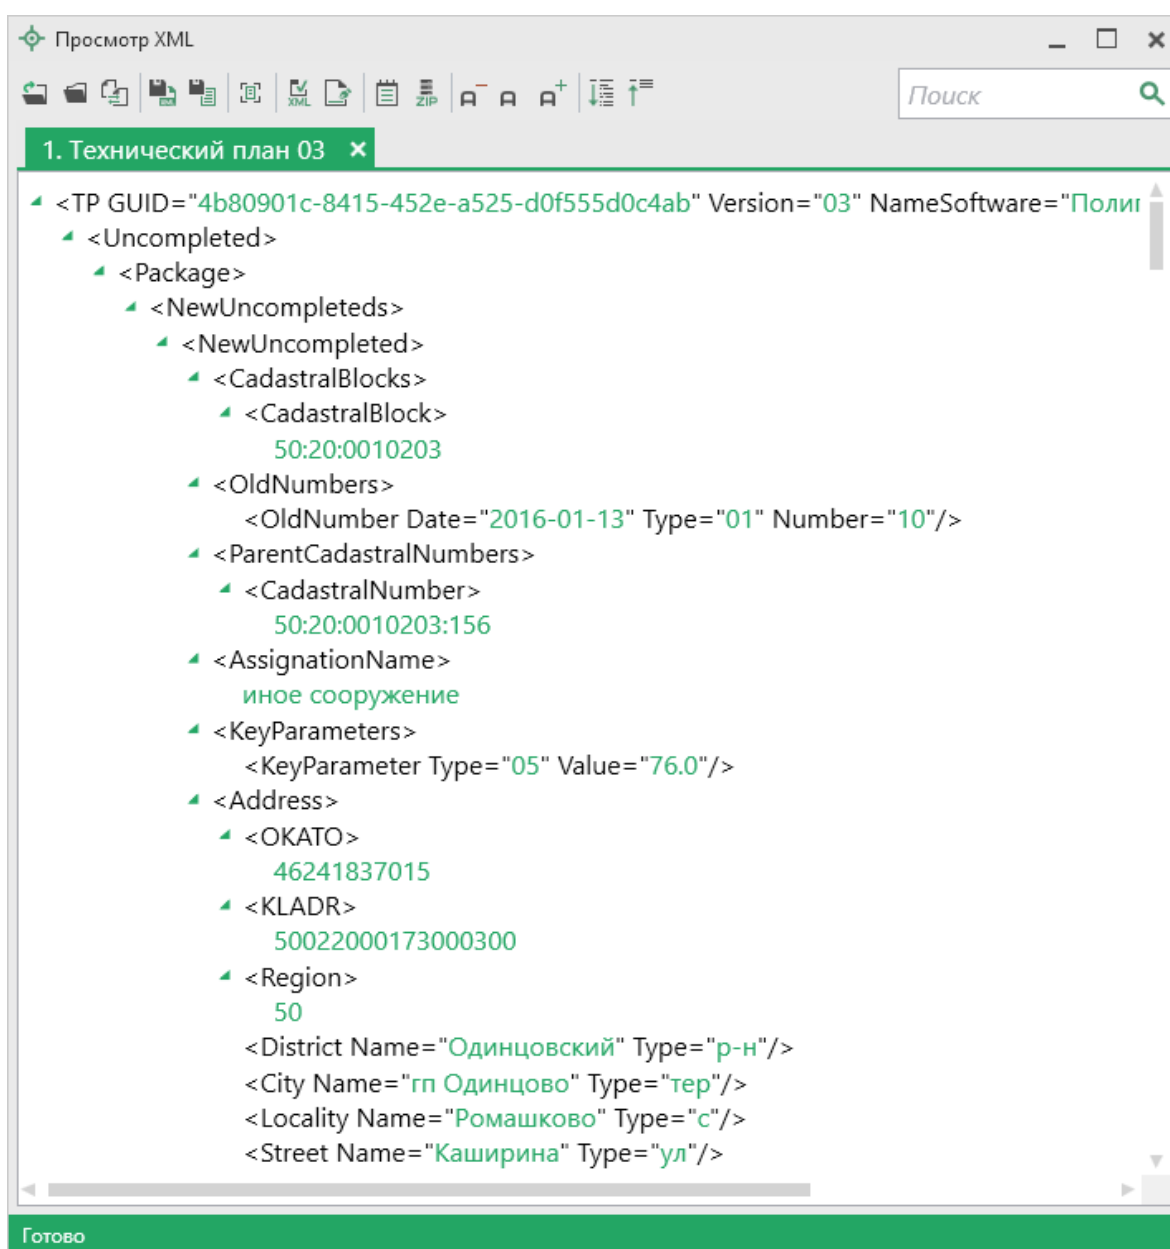 Просмотр XML
XML ZIP A⁻ A A⁺
Поиск
1. Технический план 03
<TP GUID="4b80901c-8415-452e-a525-d0f555d0c4ab" Version="03" NameSoftware="Полиг
<Uncompleted>
<Package>
<NewUncompleteds>
<NewUncompleted>
<CadastralBlocks>
<CadastralBlock>
50:20:0010203
<OldNumbers>
<OldNumber Date="2016-01-13" Type="01" Number="10"/>
<ParentCadastralNumbers>
<CadastralNumber>
50:20:0010203:156
<AssignationName>
иное сооружение
<KeyParameters>
<KeyParameter Type="05" Value="76.0"/>
<Address>
<OKATO>
46241837015
<KLADR>
50022000173000300
<Region>
50
<District Name="Одинцовский" Type="р-н"/>
<City Name="гп Одинцово" Type="тер"/>
<Locality Name="Ромашково" Type="с"/>
<Street Name="Каширина" Type="ул"/>
Готово